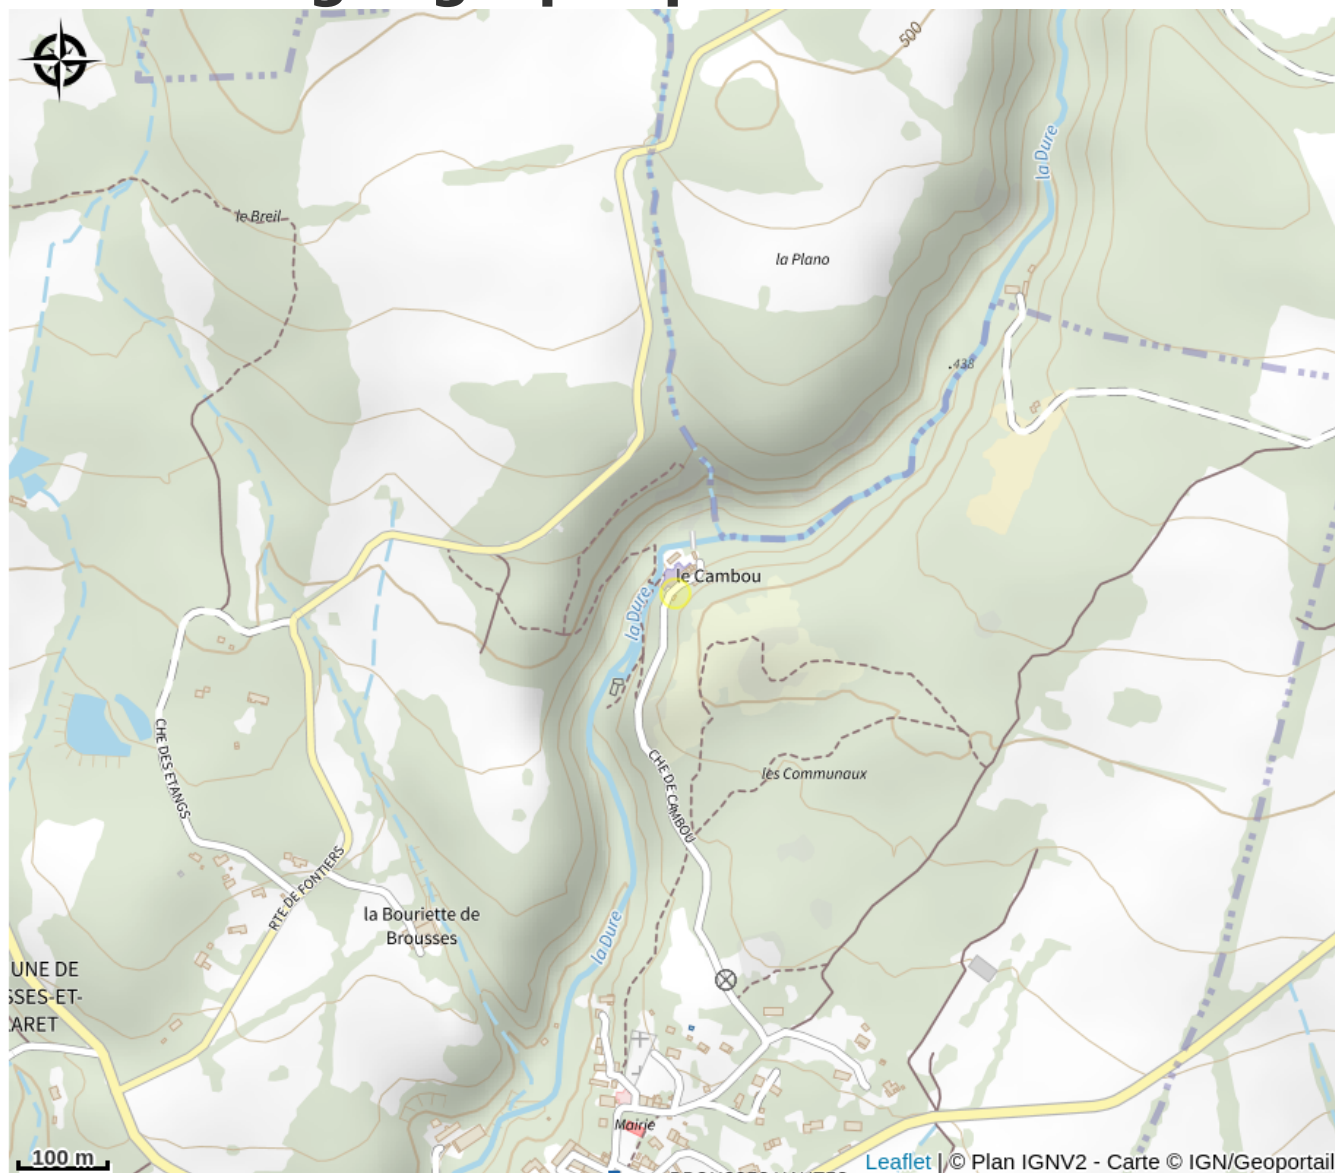 500
la Dure
le Breil
la Plano
.438
le Cambou
la Dure
CHE DES ETANGS
CHE DE CAMBOU
les Communaux
RTE DE FONTIERS
la Bouriette de
Brousses
la Dure
UNE DE
SSES-ET-
ARET
Mairie
100 m
Leaflet | © Plan IGNV2 - Carte © IGN/Geoportail